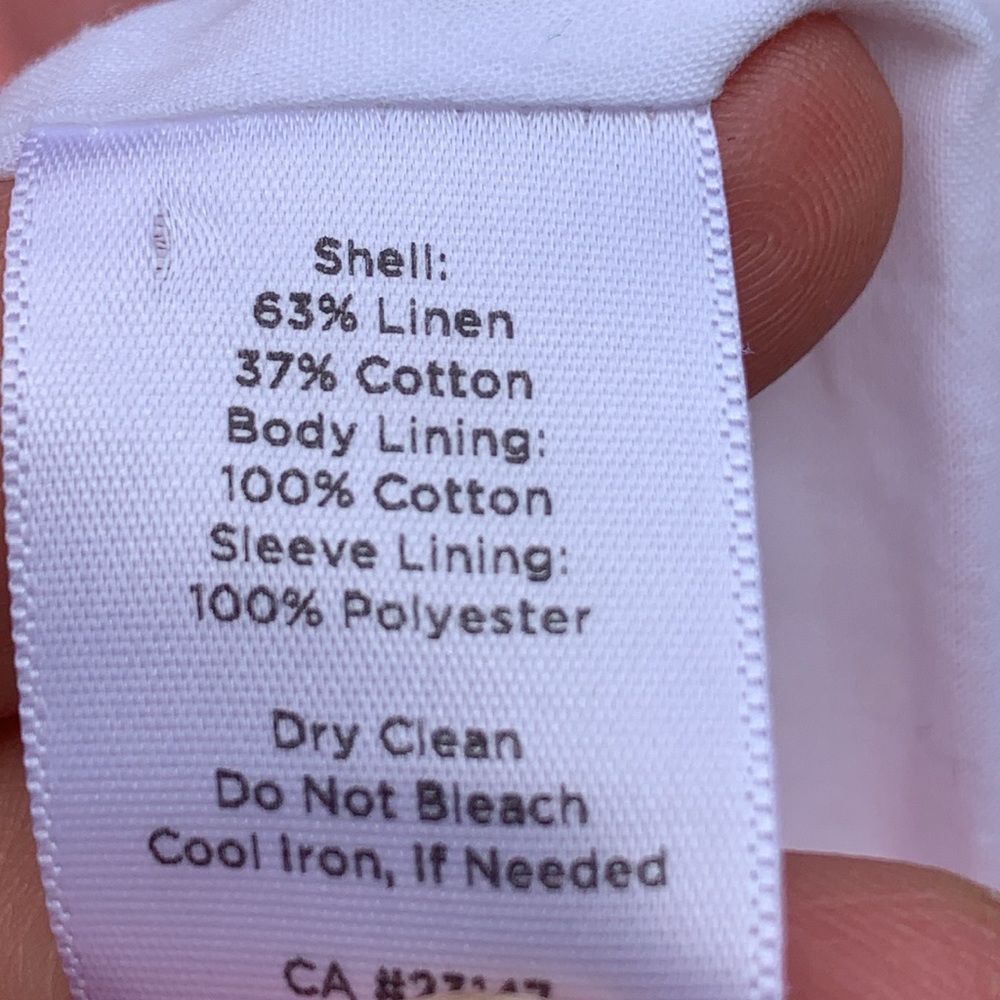 Shell:
63% Linen
37% Cotton
Body Lining:
100% Cotton
Sleeve Lining:
100% Polyester
Dry Clean
Do Not Bleach
Cool Iron, If Needed
CA